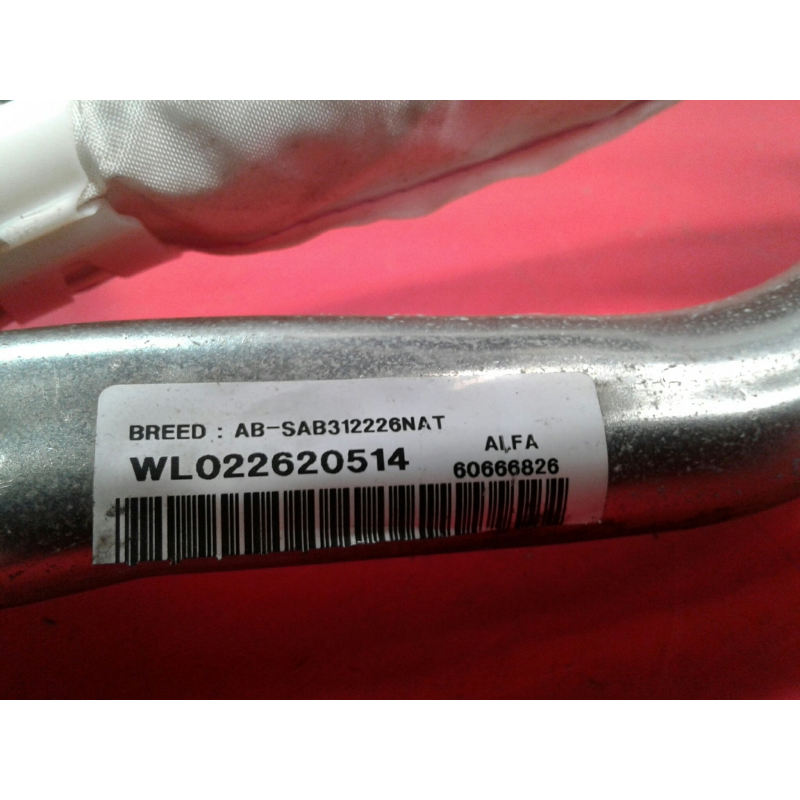 BREED : AB-SAB312226NAT
ALFA
WL022620514
60666826